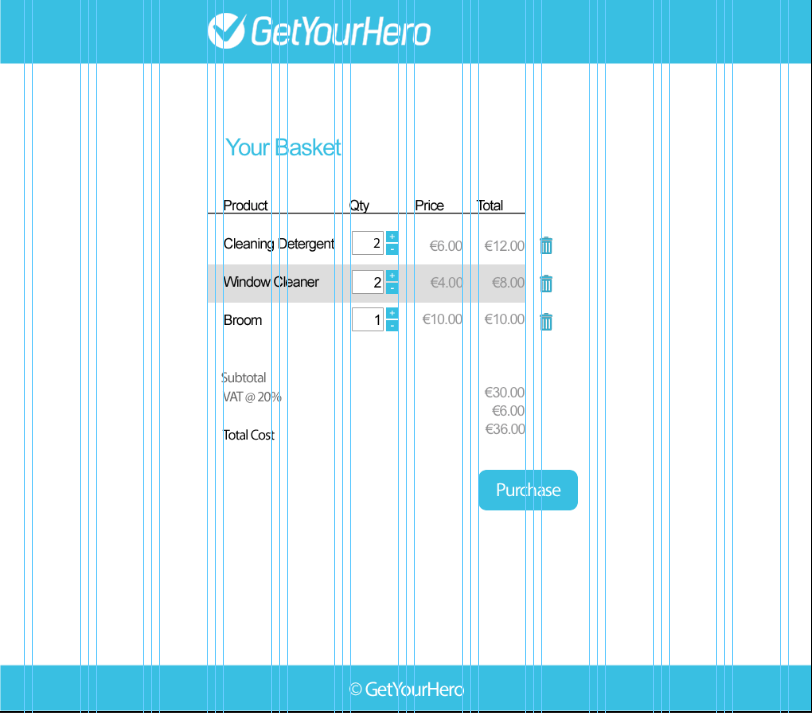 GetYourHero
Your Basket
Product Qty Price Total
Cleaning Detergent 2 + - €6.00 €12.00
Window Cleaner 2 + - €4.00 €8.00
Broom 1 + - €10.00 €10.00
Subtotal €30.00
VAT @ 20% €6.00
Total Cost €36.00
Purchase
© GetYourHero